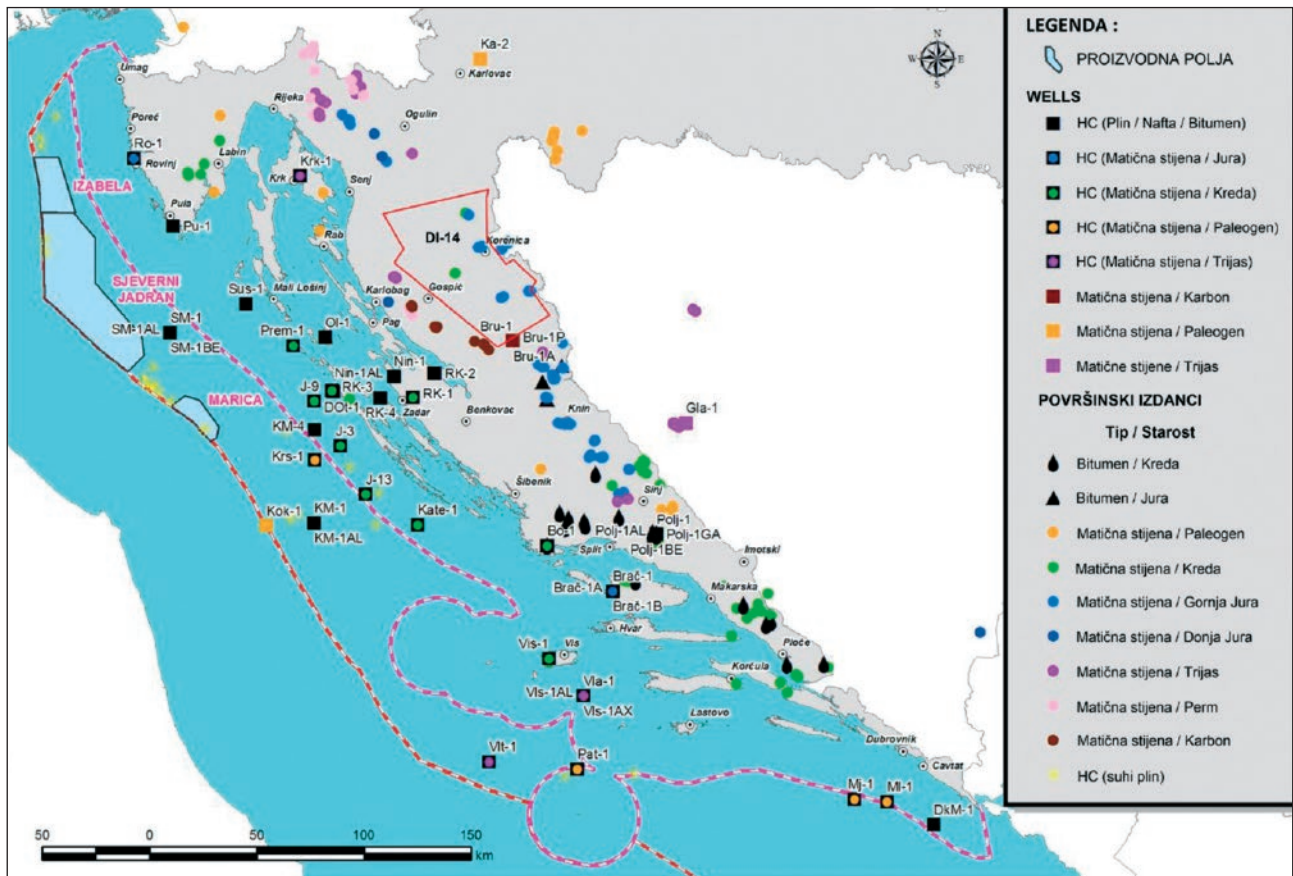 Ka-2
Karlovac
Umag
Rijeka
Ogulin
Poreč
Ro-1
Rovinj
Labin
Krk-1
Krk
Senj
IZABELA
Pula
Pu-1
Rab
DI-14
Korenica
SJEVERNI
JADRAN
Sus-1
Mali Lošinj
Karlobag
Gospić
Pag
SM-1AL
SM-1
SM-1BE
Prem-1
Ol-1
Bru-1
Bru-1P
Bru-1A
Nin-1
Nin-1AL
RK-2
J-9
RK-3
RK-1
DOt-1
RK-4
Zadar
MARICA
Benkovac
Knin
Gla-1
KM-4
J-3
Krs-1
J-13
Šibenik
Sinj
Kok-1
KM-1
KM-1AL
Kate-1
Bo-1
Polj-1AL
Polj-1
Polj-1GA
Polj-1BE
Split
Imotski
Brač-1
Brač-1A
Brač-1B
Makarska
Hvar
Ploče
Vis-1
Vis
Korčula
VIs-1AL
Vla-1
VIs-1AX
Lastovo
Vlt-1
Pat-1
Dubrovnik
Cavtat
Mj-1
Ml-1
DkM-1
50 0 50 100 150
km
N
W E
S
LEGENDA :
PROIZVODNA POLJA
WELLS
HC (Plin / Nafta / Bitumen)
HC (Matična stijena / Jura)
HC (Matična stijena / Kreda)
HC (Matična stijena / Paleogen)
HC (Matična stijena / Trijas)
Matična stijena / Karbon
Matična stijena / Paleogen
Matične stijene / Trijas
POVRŠINSKI IZDANCI
Tip / Starost
Bitumen / Kreda
Bitumen / Jura
Matična stijena / Paleogen
Matična stijena / Kreda
Matična stijena / Gornja Jura
Matična stijena / Donja Jura
Matična stijena / Trijas
Matična stijena / Perm
Matična stijena / Karbon
HC (suhi plin)